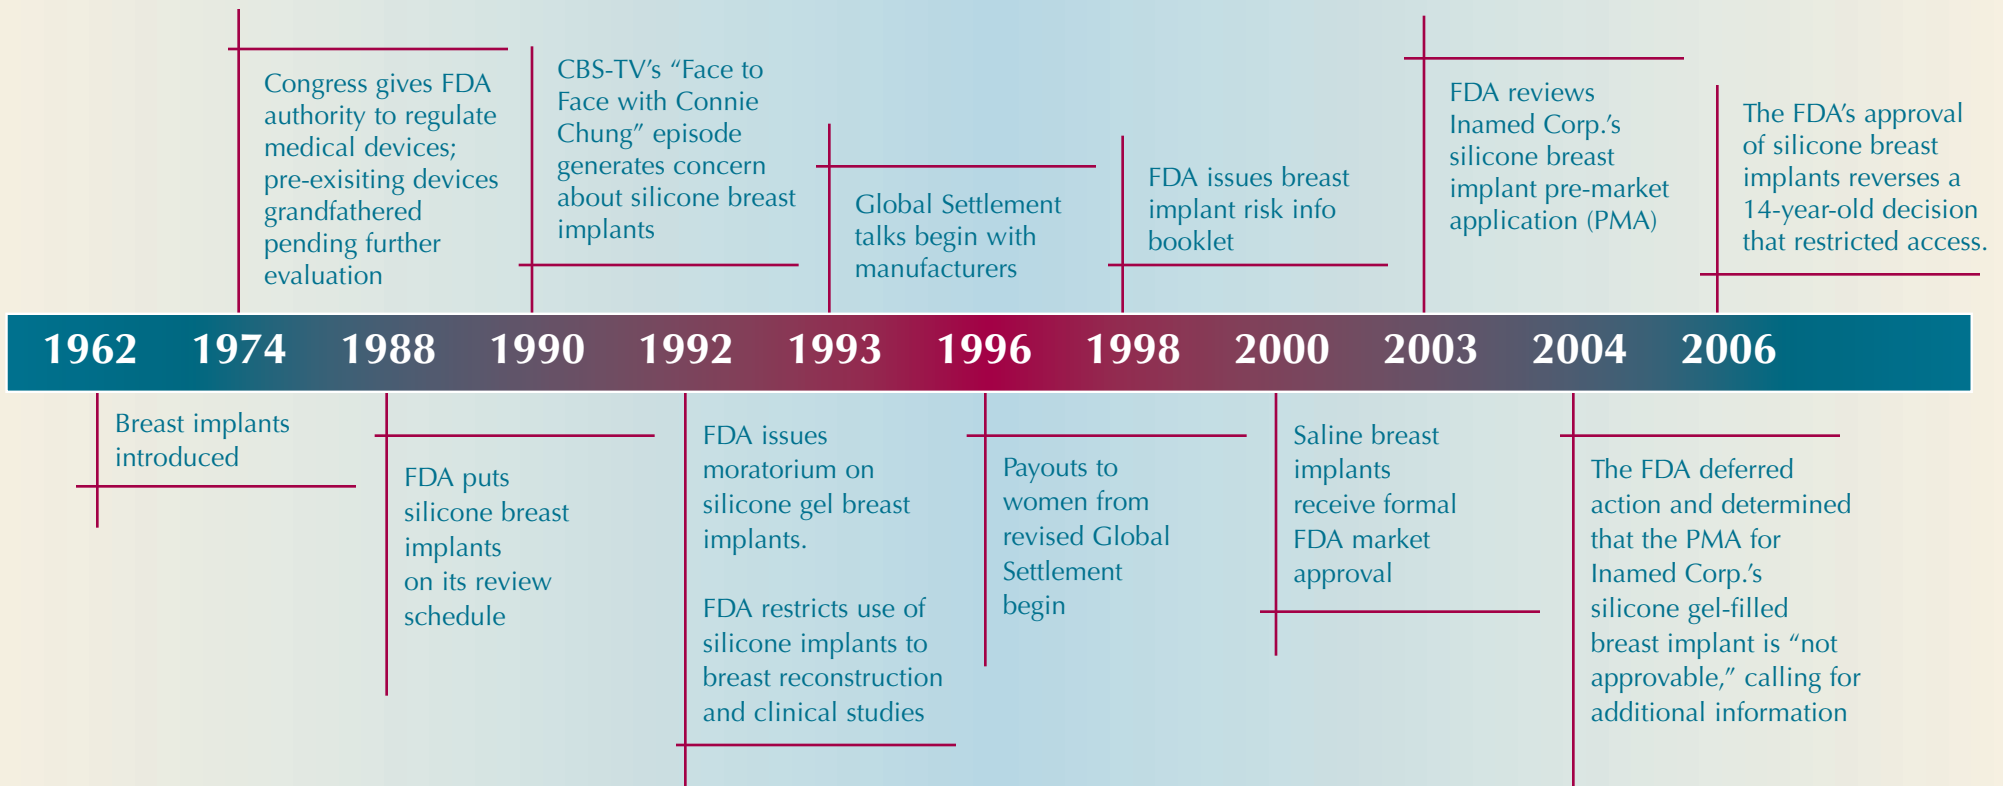 Congress gives FDA
authority to regulate
medical devices;
pre-exisiting devices
grandfathered
pending further
evaluation
CBS-TV’s “Face to
Face with Connie
Chung” episode
generates concern
about silicone breast
implants
Global Settlement
talks begin with
manufacturers
FDA issues breast
implant risk info
booklet
FDA reviews
Inamed Corp.’s
silicone breast
implant pre-market
application (PMA)
The FDA’s approval
of silicone breast
implants reverses a
14-year-old decision
that restricted access.
1962 1974 1988 1990 1992 1993 1996 1998 2000 2003 2004 2006
Breast implants
introduced
FDA puts
silicone breast
implants
on its review
schedule
FDA issues
moratorium on
silicone gel breast
implants.
FDA restricts use of
silicone implants to
breast reconstruction
and clinical studies
Payouts to
women from
revised Global
Settlement
begin
Saline breast
implants
receive formal
FDA market
approval
The FDA deferred
action and determined
that the PMA for
Inamed Corp.’s
silicone gel-filled
breast implant is “not
approvable,” calling for
additional information